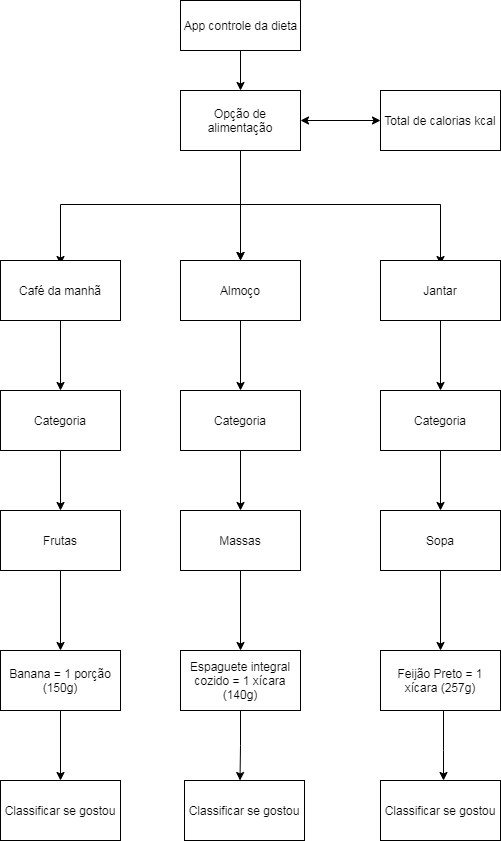 App controle da dieta
Opção de
alimentação
Total de calorias kcal
Café da manhã
Almoço
Jantar
Categoria
Categoria
Categoria
Frutas
Massas
Sopa
Banana = 1 porção
(150g)
Espaguete integral
cozido = 1 xícara
(140g)
Feijão Preto = 1
xícara (257g)
Classificar se gostou
Classificar se gostou
Classificar se gostou